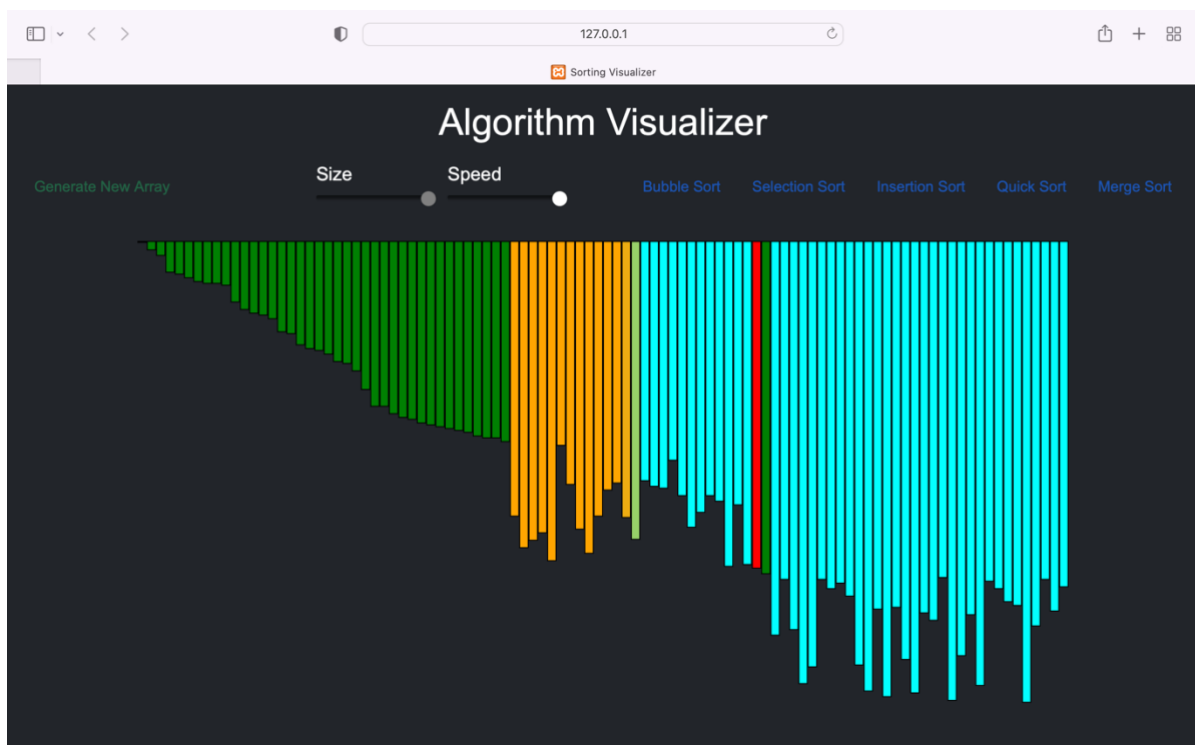 127.0.0.1
Sorting Visualizer
Algorithm Visualizer
Generate New Array
Size
Speed
Bubble Sort
Selection Sort
Insertion Sort
Quick Sort
Merge Sort